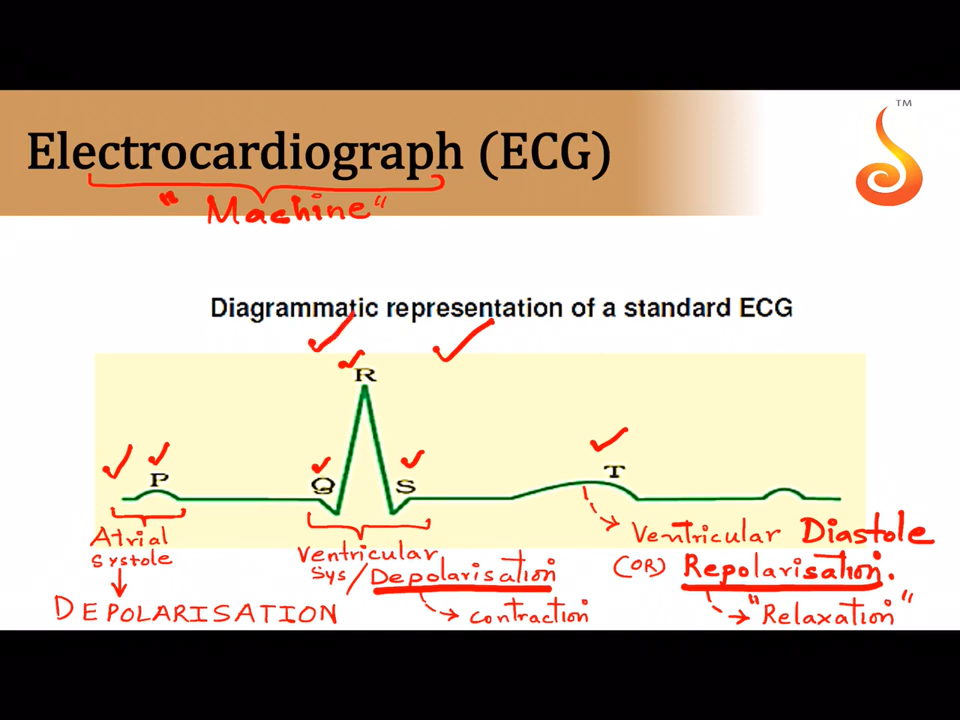 Electrocardiograph (ECG)
TM
"Machine"
Diagrammatic representation of a standard ECG
R
P
Q
S
T
Atrial
systole
DEPOLARISATION
Ventricular
Sys/Depolarisation
contraction
Ventricular Diastole
(OR) Repolarisation.
"Relaxation"